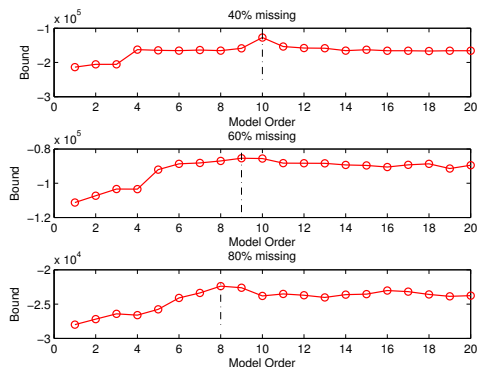 40% missing
x 10^5
−1
−2
−3
Bound
0 2 4 6 8 10 12 14 16 18 20
Model Order
60% missing
x 10^5
−0.8
−1
−1.2
Bound
0 2 4 6 8 10 12 14 16 18 20
Model Order
80% missing
x 10^4
−2
−2.5
−3
Bound
0 2 4 6 8 10 12 14 16 18 20
Model Order